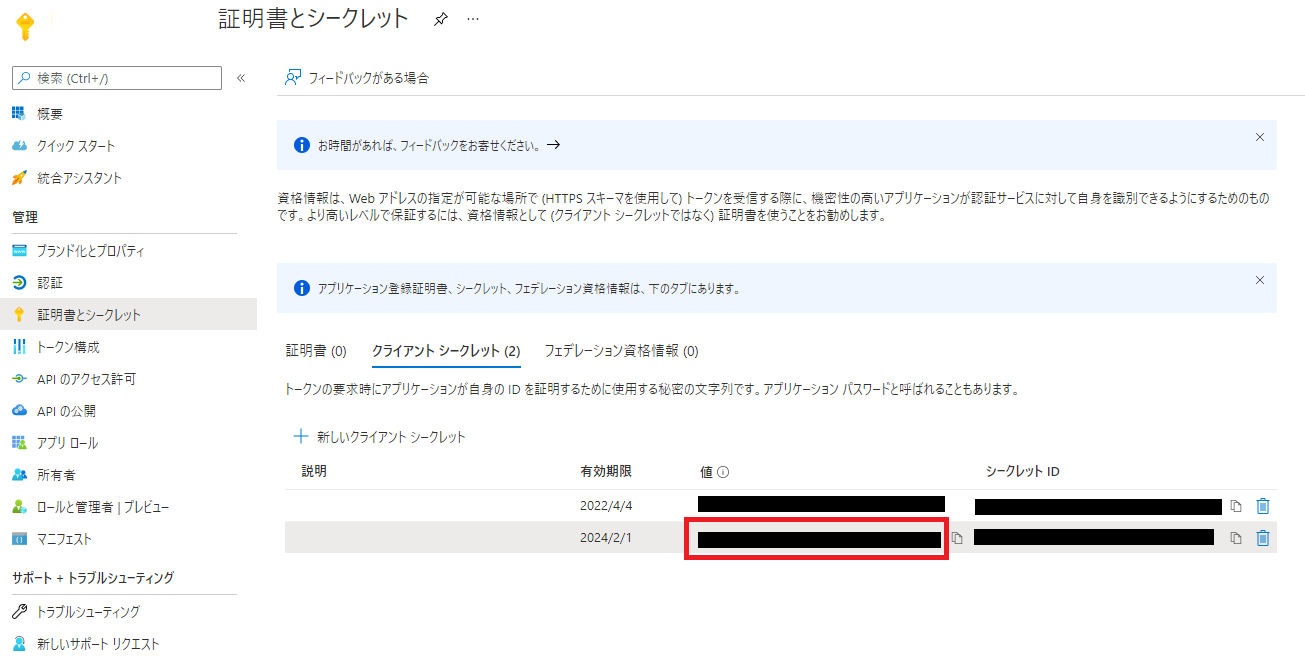 証明書とシークレット
検索 (Ctrl+/)
概要
クイック スタート
統合アシスタント
管理
ブランド化とプロパティ
認証
証明書とシークレット
トークン構成
API のアクセス許可
API の公開
アプリ ロール
所有者
ロールと管理者 | プレビュー
マニフェスト
サポート + トラブルシューティング
トラブルシューティング
新しいサポート リクエスト
フィードバックがある場合
お時間があれば、フィードバックをお寄せください。 →
資格情報は、Web アドレスの指定が可能な場所で (HTTPS スキーマを使用して) トークンを受信する際に、機密性の高いアプリケーションが認証サービスに対して自身を識別できるようにするためのもの
です。より高いレベルで保証するには、資格情報として (クライアント シークレットではなく) 証明書を使うことをお勧めします。
アプリケーション登録証明書、シークレット、フェデレーション資格情報は、下のタブにあります。
証明書 (0) クライアント シークレット (2) フェデレーション資格情報 (0)
トークンの要求時にアプリケーションが自身の ID を証明するために使用する秘密の文字列です。アプリケーション パスワードと呼ばれることもあります。
新しいクライアント シークレット
説明 有効期限 値 シークレット ID
2022/4/4
2024/2/1